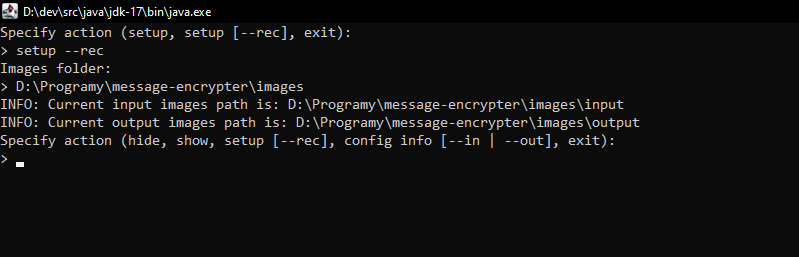 D:\dev\src\java\jdk-17\bin\java.exe
Specify action (setup, setup [--rec], exit):
> setup --rec
Images folder:
> D:\Programy\message-encrypter\images
INFO: Current input images path is: D:\Programy\message-encrypter\images\input
INFO: Current output images path is: D:\Programy\message-encrypter\images\output
Specify action (hide, show, setup [--rec], config info [--in | --out], exit):
>